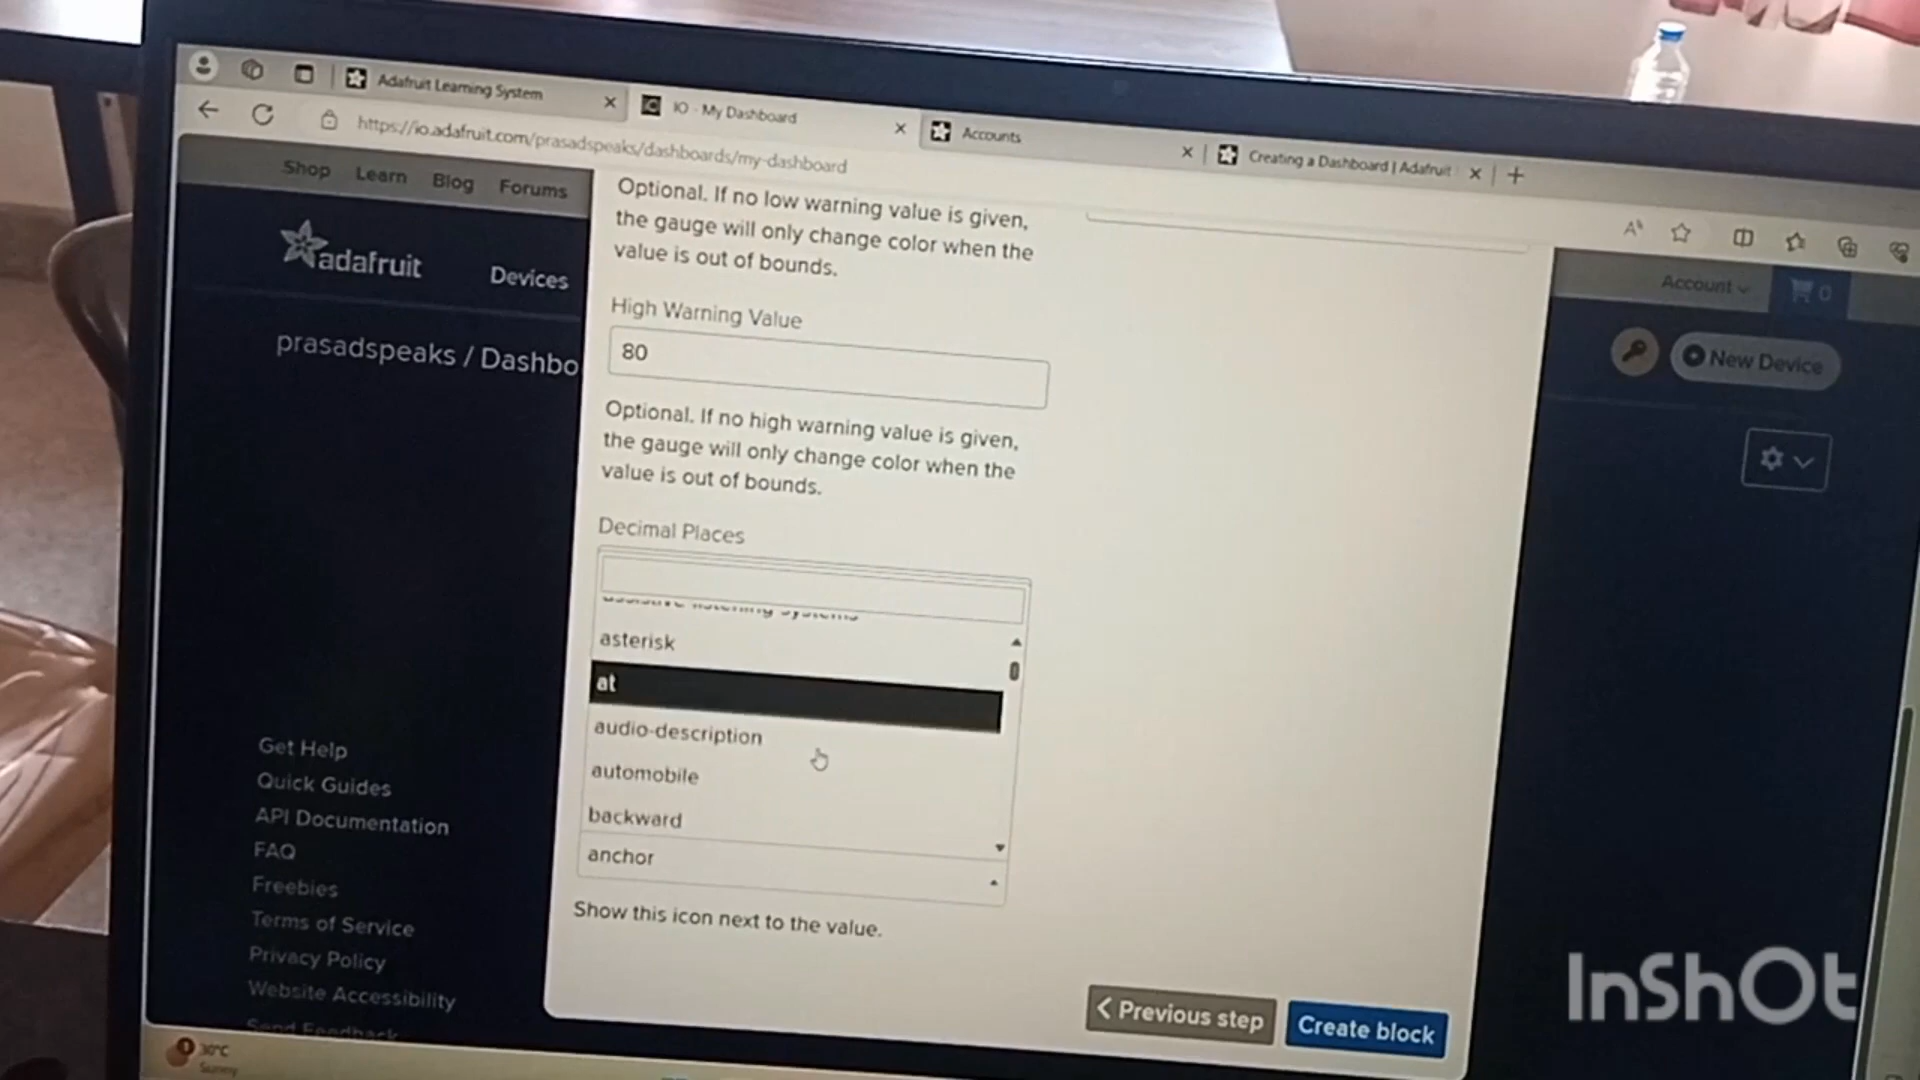 Adafruit Learning System
IO - My Dashboard
Accounts
Creating a Dashboard | Adafruit
https://io.adafruit.com/prasadspeaks/dashboards/my-dashboard
Shop Learn Blog Forums
Account
0
adafruit
Devices
New Device
prasadspeaks / Dashbo
Optional. If no low warning value is given,
the gauge will only change color when the
value is out of bounds.
High Warning Value
80
Optional. If no high warning value is given,
the gauge will only change color when the
value is out of bounds.
Decimal Places
asterisk
at
audio-description
automobile
backward
anchor
Show this icon next to the value.
Previous step
Create block
Get Help
Quick Guides
API Documentation
FAQ
Freebies
Terms of Service
Privacy Policy
Website Accessibility
Send Feedback
30°C
Sunny
InShOt